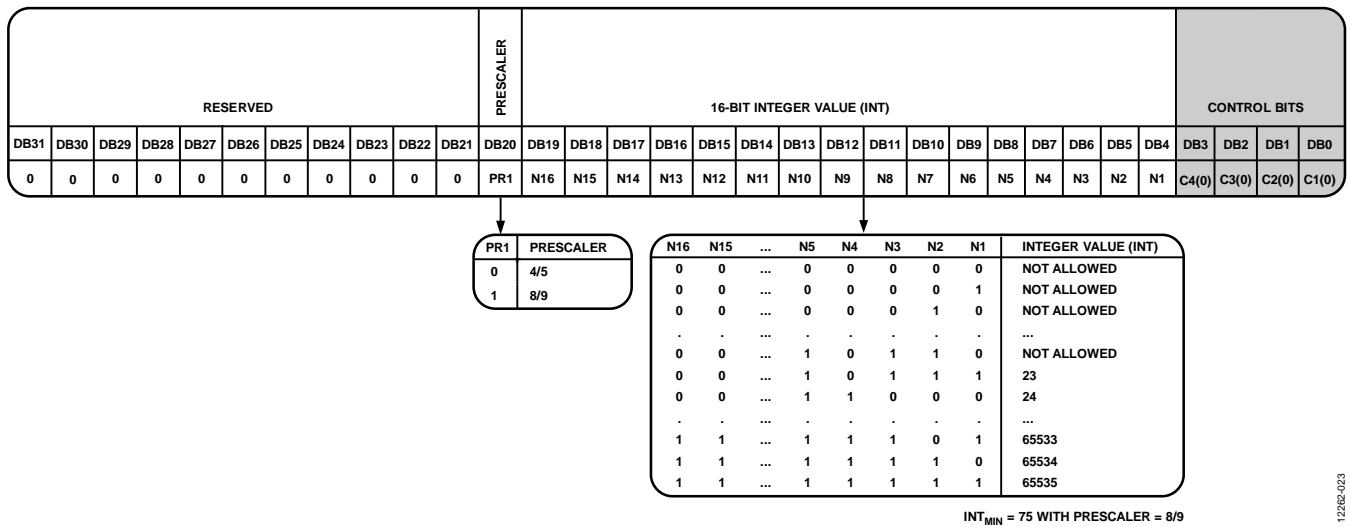 PRESCALER
RESERVED 16-BIT INTEGER VALUE (INT) CONTROL BITS
DB31 DB30 DB29 DB28 DB27 DB26 DB25 DB24 DB23 DB22 DB21 DB20 DB19 DB18 DB17 DB16 DB15 DB14 DB13 DB12 DB11 DB10 DB9 DB8 DB7 DB6 DB5 DB4 DB3 DB2 DB1 DB0
0 0 0 0 0 0 0 0 0 0 0 PR1 N16 N15 N14 N13 N12 N11 N10 N9 N8 N7 N6 N5 N4 N3 N2 N1 C4(0) C3(0) C2(0) C1(0)
PR1 PRESCALER
0 4/5
1 8/9
N16 N15 ... N5 N4 N3 N2 N1 INTEGER VALUE (INT)
0 0 ... 0 0 0 0 0 NOT ALLOWED
0 0 ... 0 0 0 0 1 NOT ALLOWED
0 0 ... 0 0 0 1 0 NOT ALLOWED
. . ... . . . . . ...
0 0 ... 1 0 1 1 0 NOT ALLOWED
0 0 ... 1 0 1 1 1 23
0 0 ... 1 1 0 0 0 24
. . ... . . . . . ...
1 1 ... 1 1 1 0 1 65533
1 1 ... 1 1 1 1 0 65534
1 1 ... 1 1 1 1 1 65535
INTMIN = 75 WITH PRESCALER = 8/9
12262-023